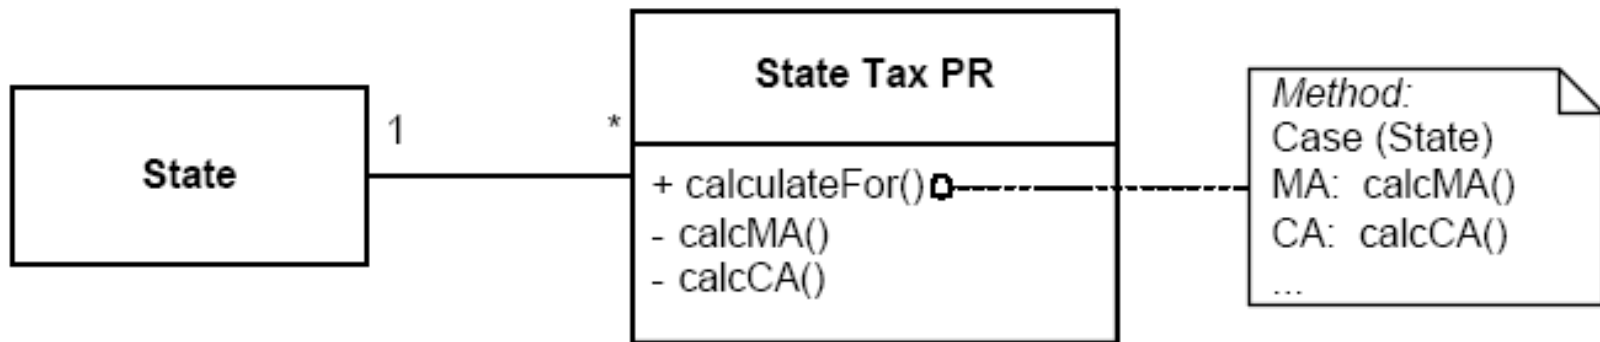 State
1
*
State Tax PR
+ calculateFor()
- calcMA()
- calcCA()
Method:
Case (State)
MA: calcMA()
CA: calcCA()
...